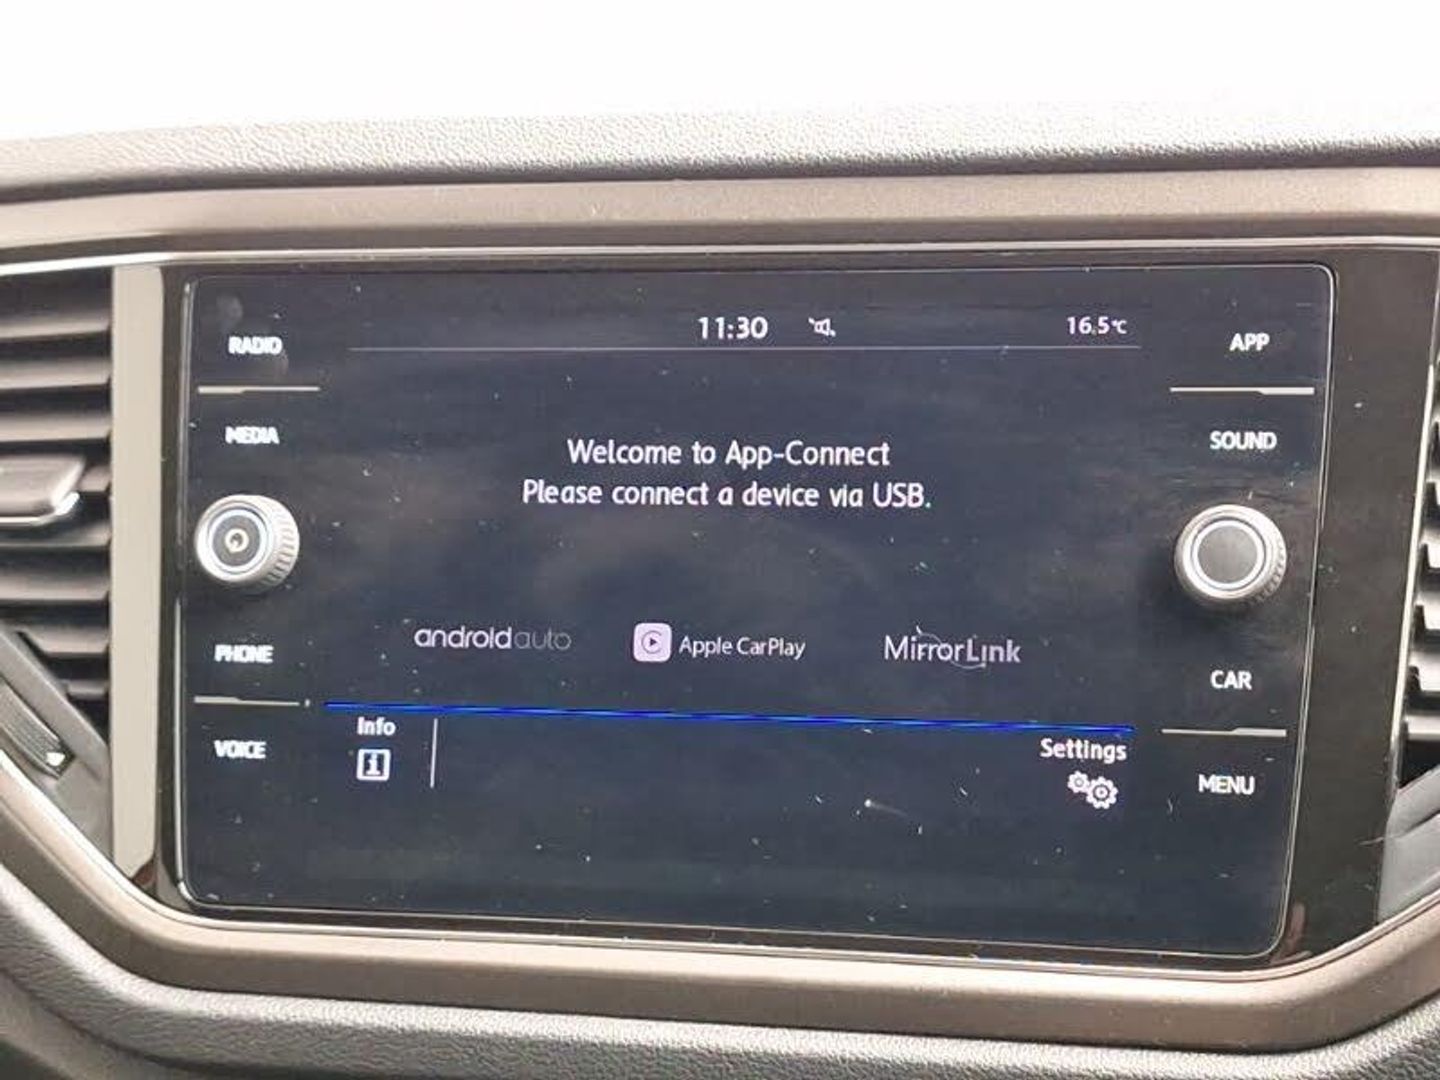 RADIO
11:30
16.5°C
APP
MEDIA
SOUND
Welcome to App-Connect
Please connect a device via USB.
androidauto
Apple CarPlay
MirrorLink
PHONE
CAR
VOICE
Info
Settings
MENU